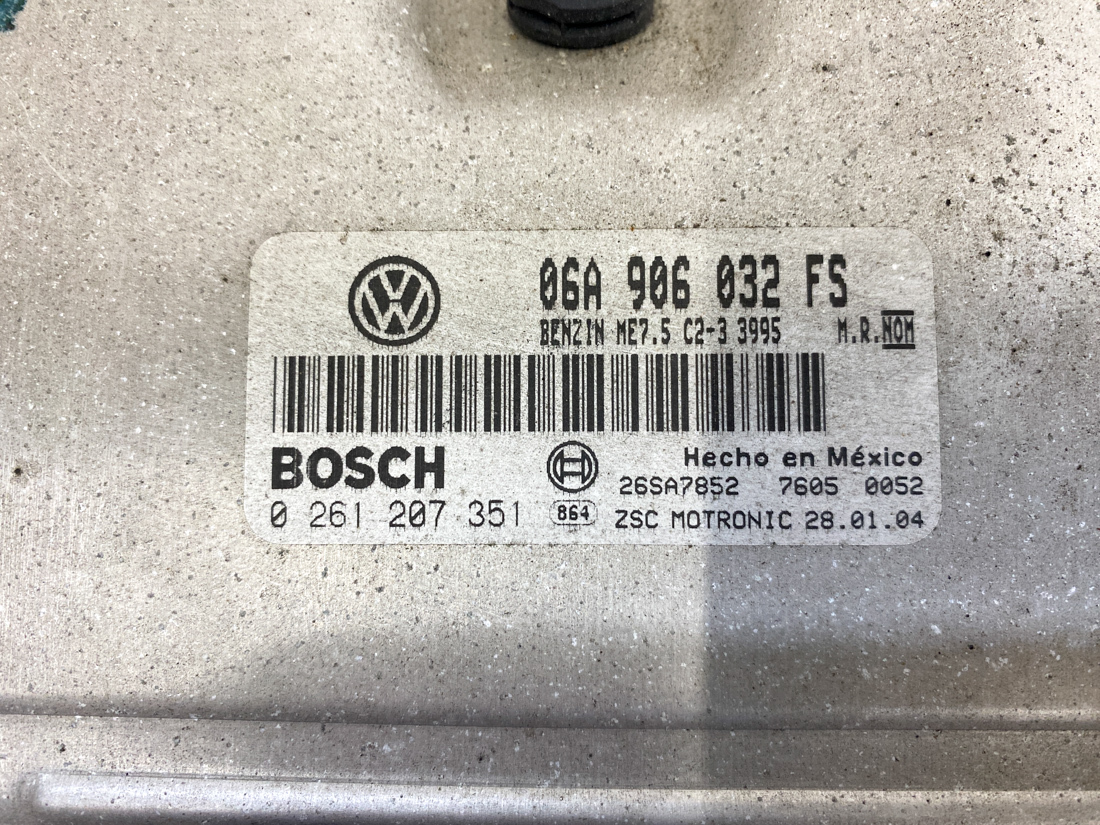 06A 906 032 FS
BENZIN ME7.5 C2-3 3995 M.R.NOM
BOSCH
Hecho en México
26SA7852 7605 0052
0 261 207 351 864 ZSC MOTRONIC 28.01.04